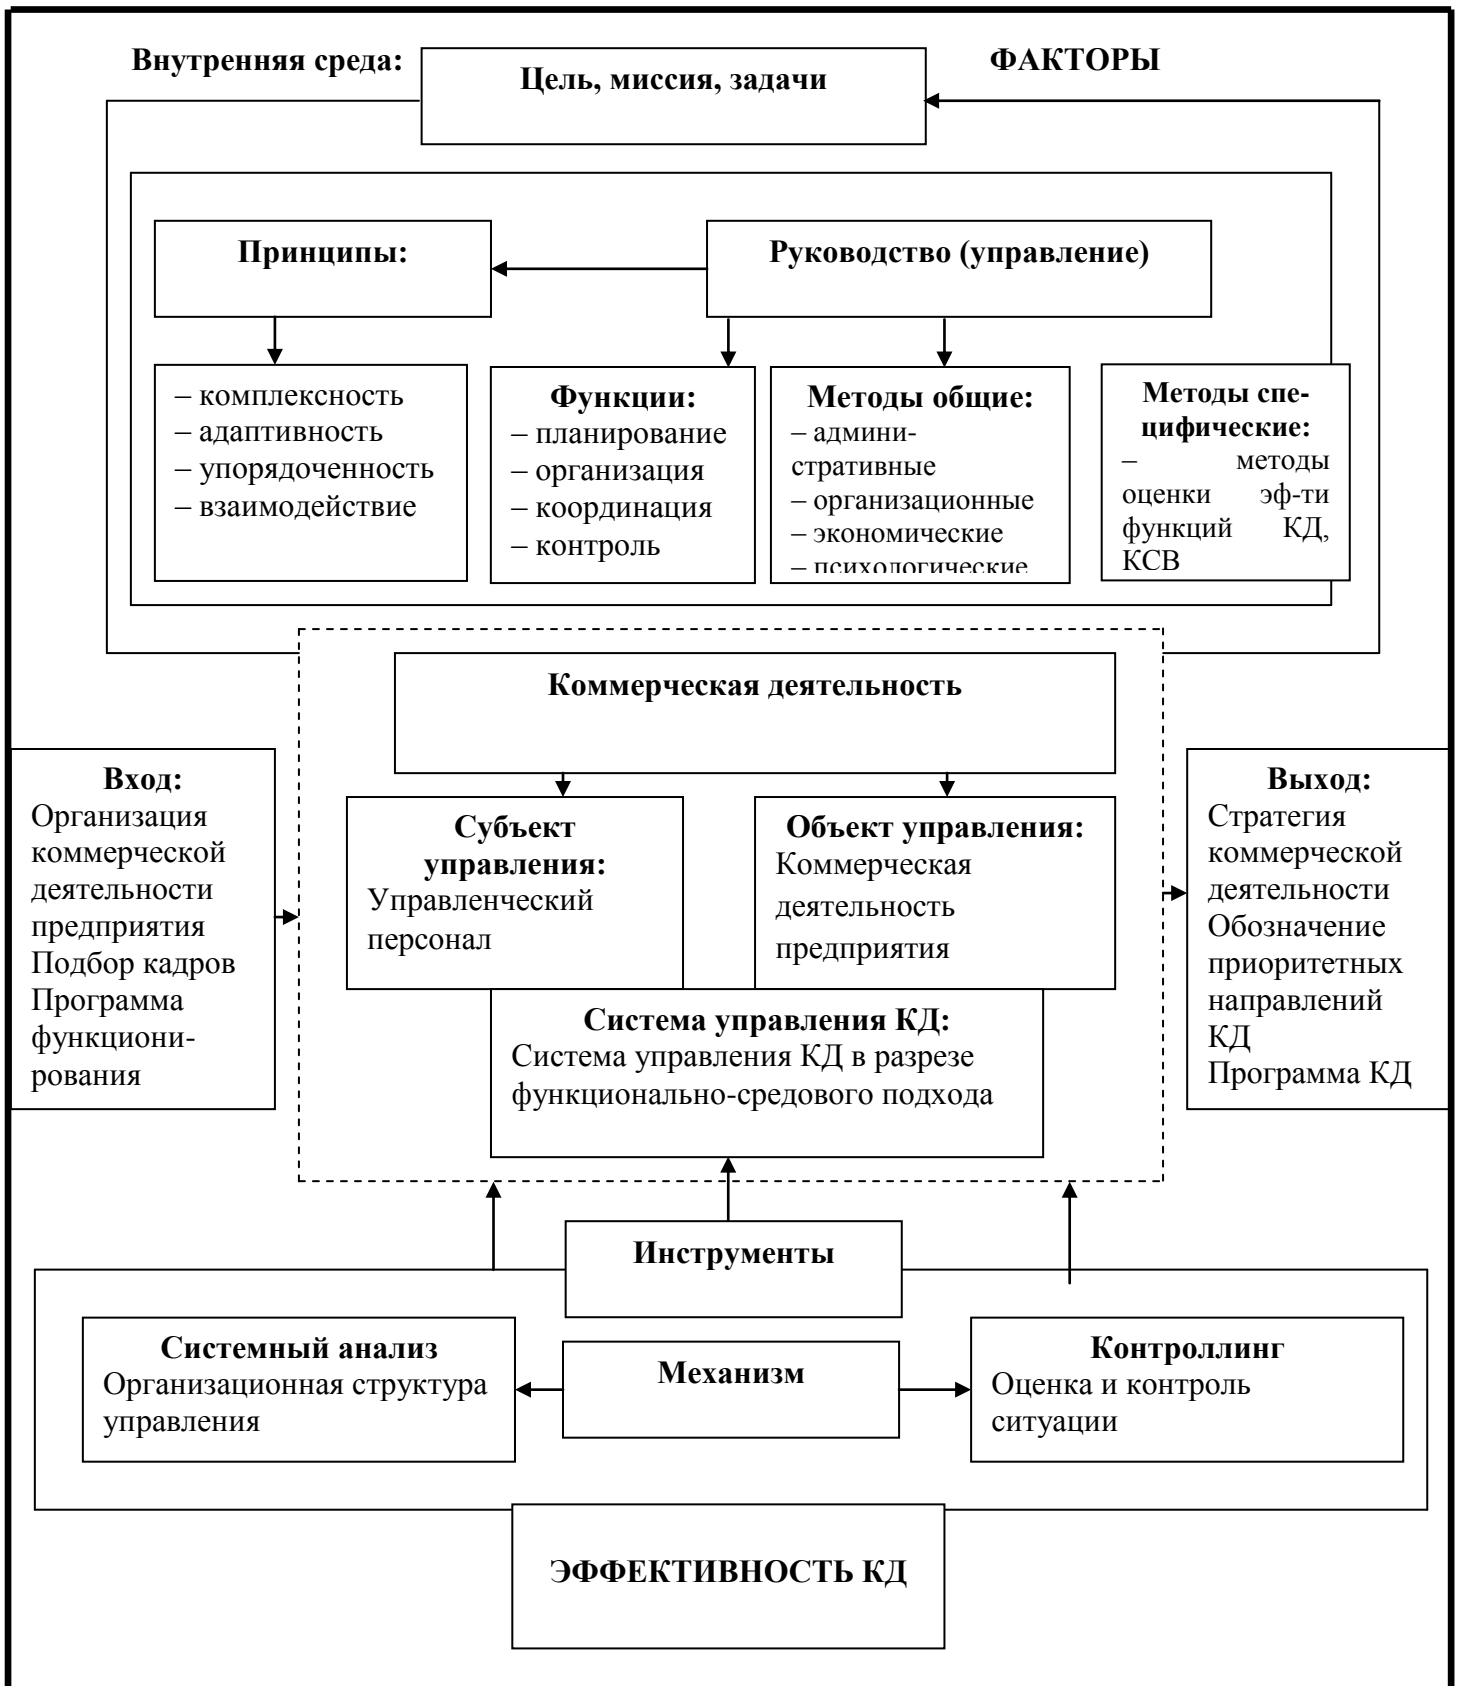 Внутренняя среда:
Цель, миссия, задачи
ФАКТОРЫ
Принципы:
Руководство (управление)
– комплексность
– адаптивность
– упорядоченность
– взаимодействие
Функции:
– планирование
– организация
– координация
– контроль
Методы общие:
– админи-
стративные
– организационные
– экономические
– психологические
Методы спе-
цифические:
– методы
оценки эф-ти
функций КД,
КСВ
Коммерческая деятельность
Вход:
Организация
коммерческой
деятельности
предприятия
Подбор кадров
Программа
функциони-
рования
Субъект
управления:
Управленческий
персонал
Объект управления:
Коммерческая
деятельность
предприятия
Выход:
Стратегия
коммерческой
деятельности
Обозначение
приоритетных
направлений
КД
Программа КД
Система управления КД:
Система управления КД в разрезе
функционально-средового подхода
Инструменты
Системный анализ
Организационная структура
управления
Механизм
Контроллинг
Оценка и контроль
ситуации
ЭФФЕКТИВНОСТЬ КД